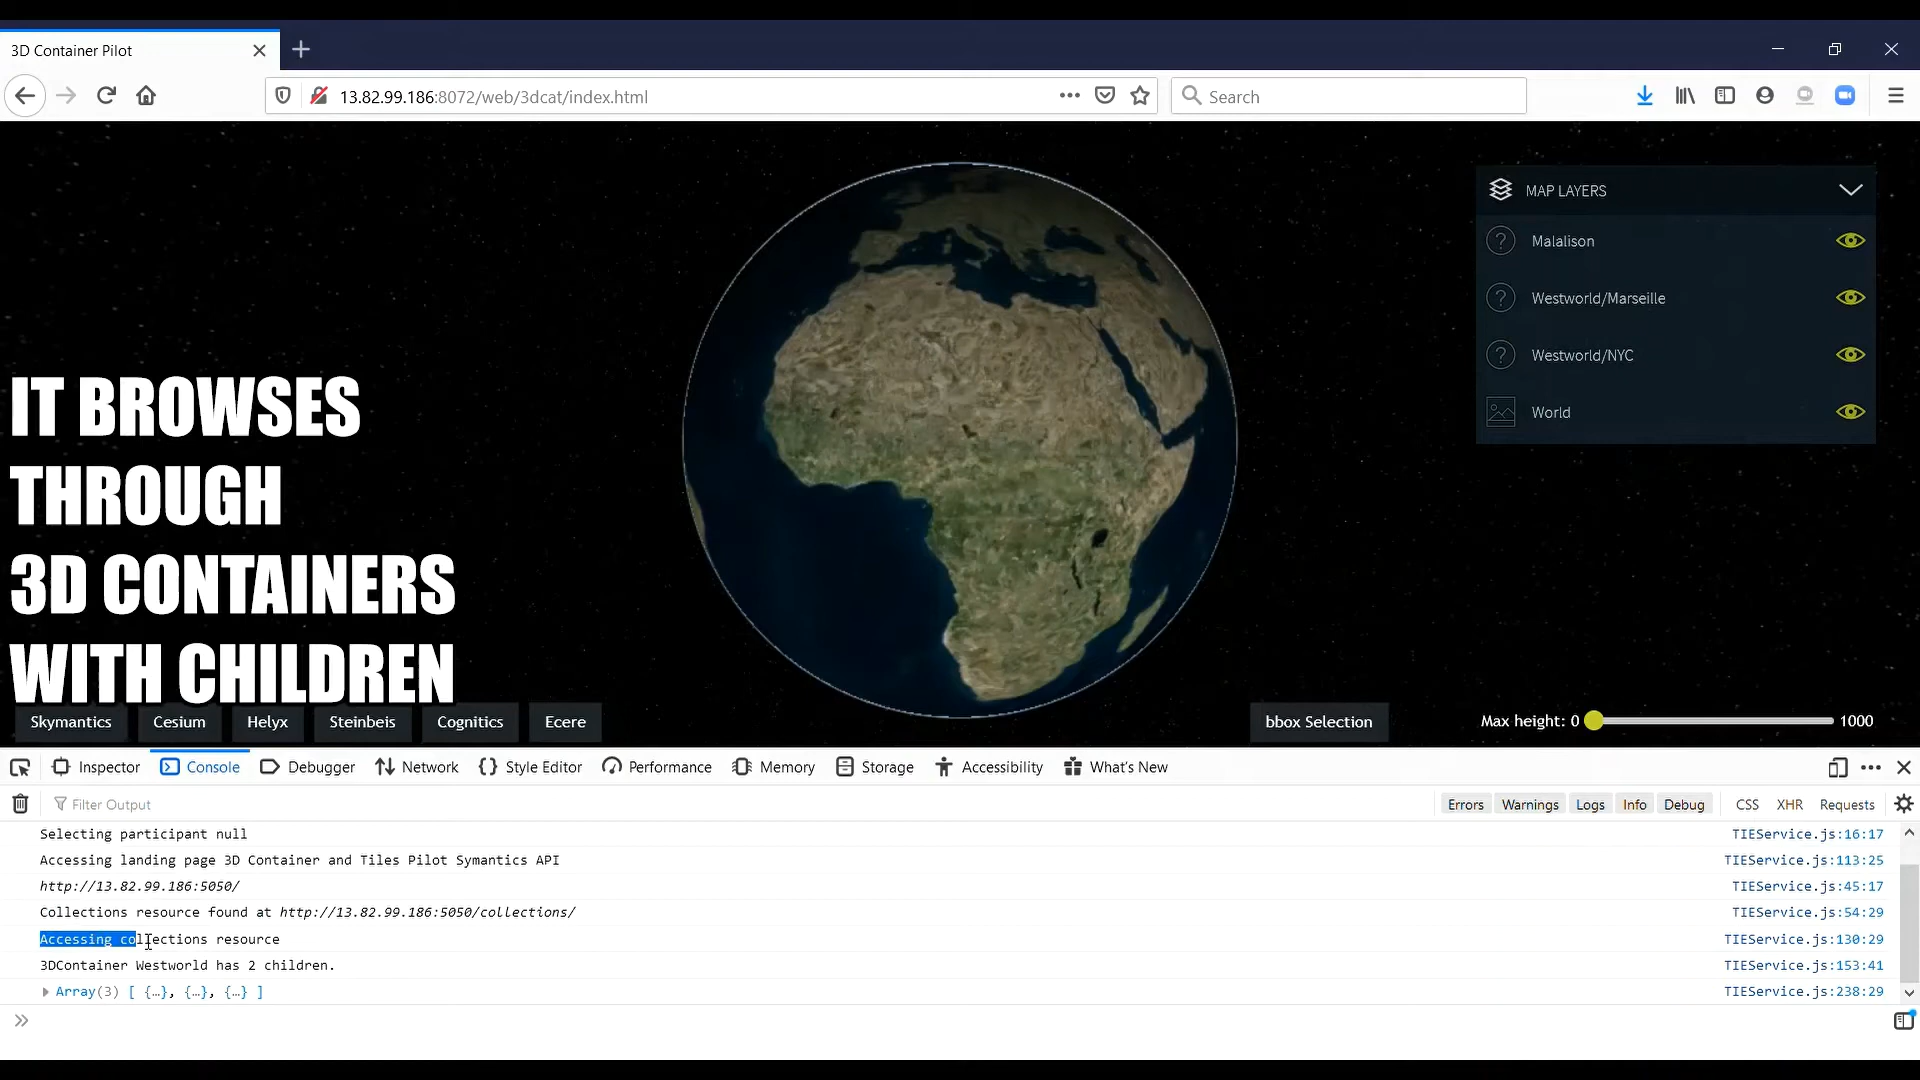 3D Container Pilot
13.82.99.186:8072/web/3dcat/index.html
Search
MAP LAYERS
Malalison
Westworld/Marseille
Westworld/NYC
World
IT BROWSES
THROUGH
3D CONTAINERS
WITH CHILDREN
Skymantics Cesium Helyx Steinbeis Cognitics Ecere bbox Selection Max height: 0 1000
Inspector Console Debugger Network Style Editor Performance Memory Storage Accessibility What's New
Filter Output Errors Warnings Logs Info Debug CSS XHR Requests
Selecting participant null TIEService.js:16:17
Accessing landing page 3D Container and Tiles Pilot Symantics API TIEService.js:113:25
http://13.82.99.186:5050/ TIEService.js:45:17
Collections resource found at http://13.82.99.186:5050/collections/ TIEService.js:54:29
Accessing collections resource TIEService.js:130:29
3DContainer Westworld has 2 children. TIEService.js:153:41
Array(3) [ {…}, {…}, {…} ] TIEService.js:238:29